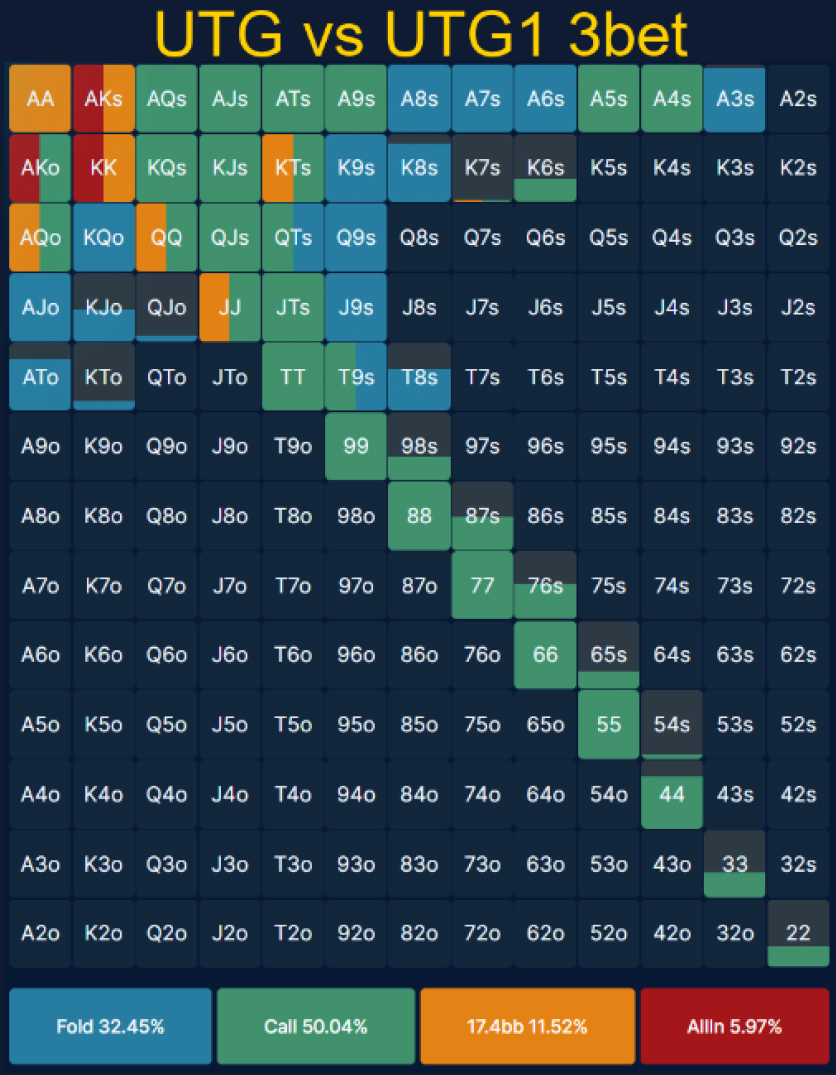 UTG vs UTG1 3bet
AA AKs AQs AJs ATs A9s A8s A7s A6s A5s A4s A3s A2s
AKo KK KQs KJs KTs K9s K8s K7s K6s K5s K4s K3s K2s
AQo KQo QQ QJs QTs Q9s Q8s Q7s Q6s Q5s Q4s Q3s Q2s
AJo KJo QJo JJ JTs J9s J8s J7s J6s J5s J4s J3s J2s
ATo KTo QTo JTo TT T9s T8s T7s T6s T5s T4s T3s T2s
A9o K9o Q9o J9o T9o 99 98s 97s 96s 95s 94s 93s 92s
A8o K8o Q8o J8o T8o 98o 88 87s 86s 85s 84s 83s 82s
A7o K7o Q7o J7o T7o 97o 87o 77 76s 75s 74s 73s 72s
A6o K6o Q6o J6o T6o 96o 86o 76o 66 65s 64s 63s 62s
A5o K5o Q5o J5o T5o 95o 85o 75o 65o 55 54s 53s 52s
A4o K4o Q4o J4o T4o 94o 84o 74o 64o 54o 44 43s 42s
A3o K3o Q3o J3o T3o 93o 83o 73o 63o 53o 43o 33 32s
A2o K2o Q2o J2o T2o 92o 82o 72o 62o 52o 42o 32o 22
Fold 32.45% Call 50.04% 17.4bb 11.52% AllIn 5.97%